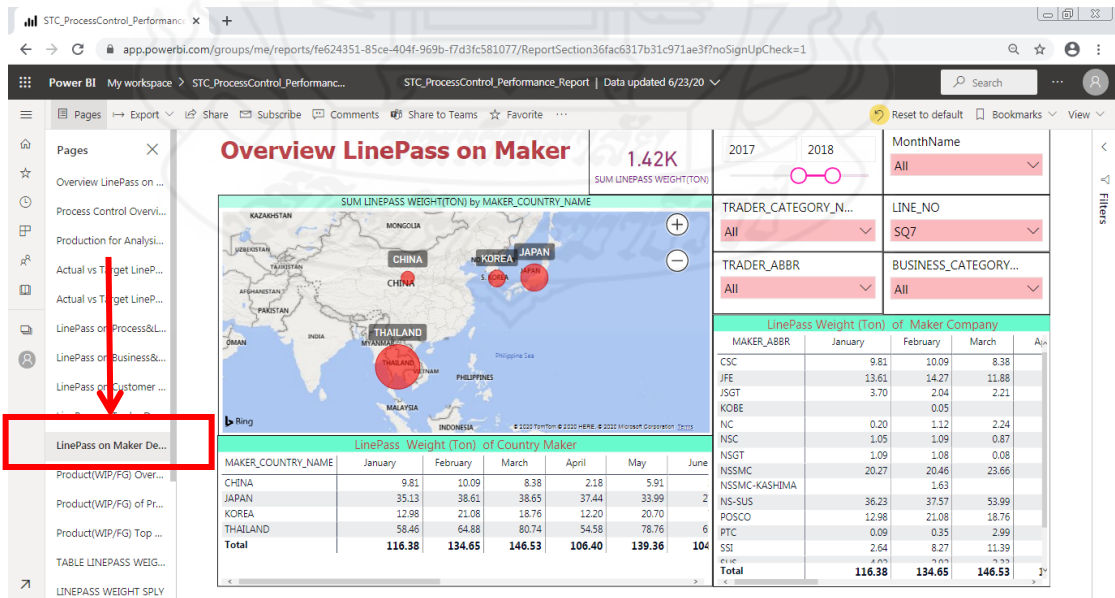 STC_ProcessControl_Performance
app.powerbi.com/groups/me/reports/fe624351-85ce-404f-969b-f7d3fc581077/ReportSection36fac6317b31c971ae3f?noSignUpCheck=1
Power BI My workspace > STC_ProcessControl_Performanc... STC_ProcessControl_Performance_Report | Data updated 6/23/20 Search ...
Pages Export Share Subscribe Comments Share to Teams Favorite ... Reset to default Bookmarks View
Pages
Overview LinePass on ...
Process Control Overvi...
Production for Analysi...
Actual vs Target LineP...
Actual vs Target LineP...
LinePass on Process&L...
LinePass on Business&...
LinePass on Customer ...
LinePass on Maker De...
Product(WIP/FG) Over...
Product(WIP/FG) of Pr...
Product(WIP/FG) Top ...
TABLE LINEPASS WEIG...
LINEPASS WEIGHT SPLY
Overview LinePass on Maker
1.42K
SUM LINEPASS WEIGHT(TON)
2017 2018
MonthName
All
TRADER_CATEGORY_N...
All
LINE_NO
SQ7
TRADER_ABBR
All
BUSINESS_CATEGORY...
All
Filters
SUM LINEPASS WEIGHT(TON) by MAKER_COUNTRY_NAME
KAZAKHSTAN
MONGOLIA
UZBEKISTAN
TAJIKISTAN
CHINA
KOREA
JAPAN
CHINA
S. KOREA
JAPAN
AFGHANISTAN
PAKISTAN
OMAN
INDIA
THAILAND
MYANMAR
THAILAND
VIETNAM
Philippine Sea
PHILIPPINES
MALAYSIA
INDONESIA
Bing
© 2020 TomTom © 2020 HERE, © 2020 Microsoft Corporation Terms
LinePass Weight (Ton) of Country Maker
MAKER_COUNTRY_NAME January February March April May June
CHINA 9.81 10.09 8.38 2.18 5.91
JAPAN 35.13 38.61 38.65 37.44 33.99 2
KOREA 12.98 21.08 18.76 12.20 20.70
THAILAND 58.46 64.88 80.74 54.58 78.76 6
Total 116.38 134.65 146.53 106.40 139.36 104
LinePass Weight (Ton) of Maker Company
MAKER_ABBR January February March A
CSC 9.81 10.09 8.38
JFE 13.61 14.27 11.88
JSGT 3.70 2.04 2.21
KOBE 0.05
NC 0.20 1.12 2.24
NSC 1.05 1.09 0.87
NSGT 1.09 1.08 0.08
NSSMC 20.27 20.46 23.66
NSSMC-KASHIMA 1.63
NS-SUS 36.23 37.57 53.99
POSCO 12.98 21.08 18.76
PTC 0.09 0.35 2.99
SSI 2.64 8.27 11.39
Total 116.38 134.65 146.53